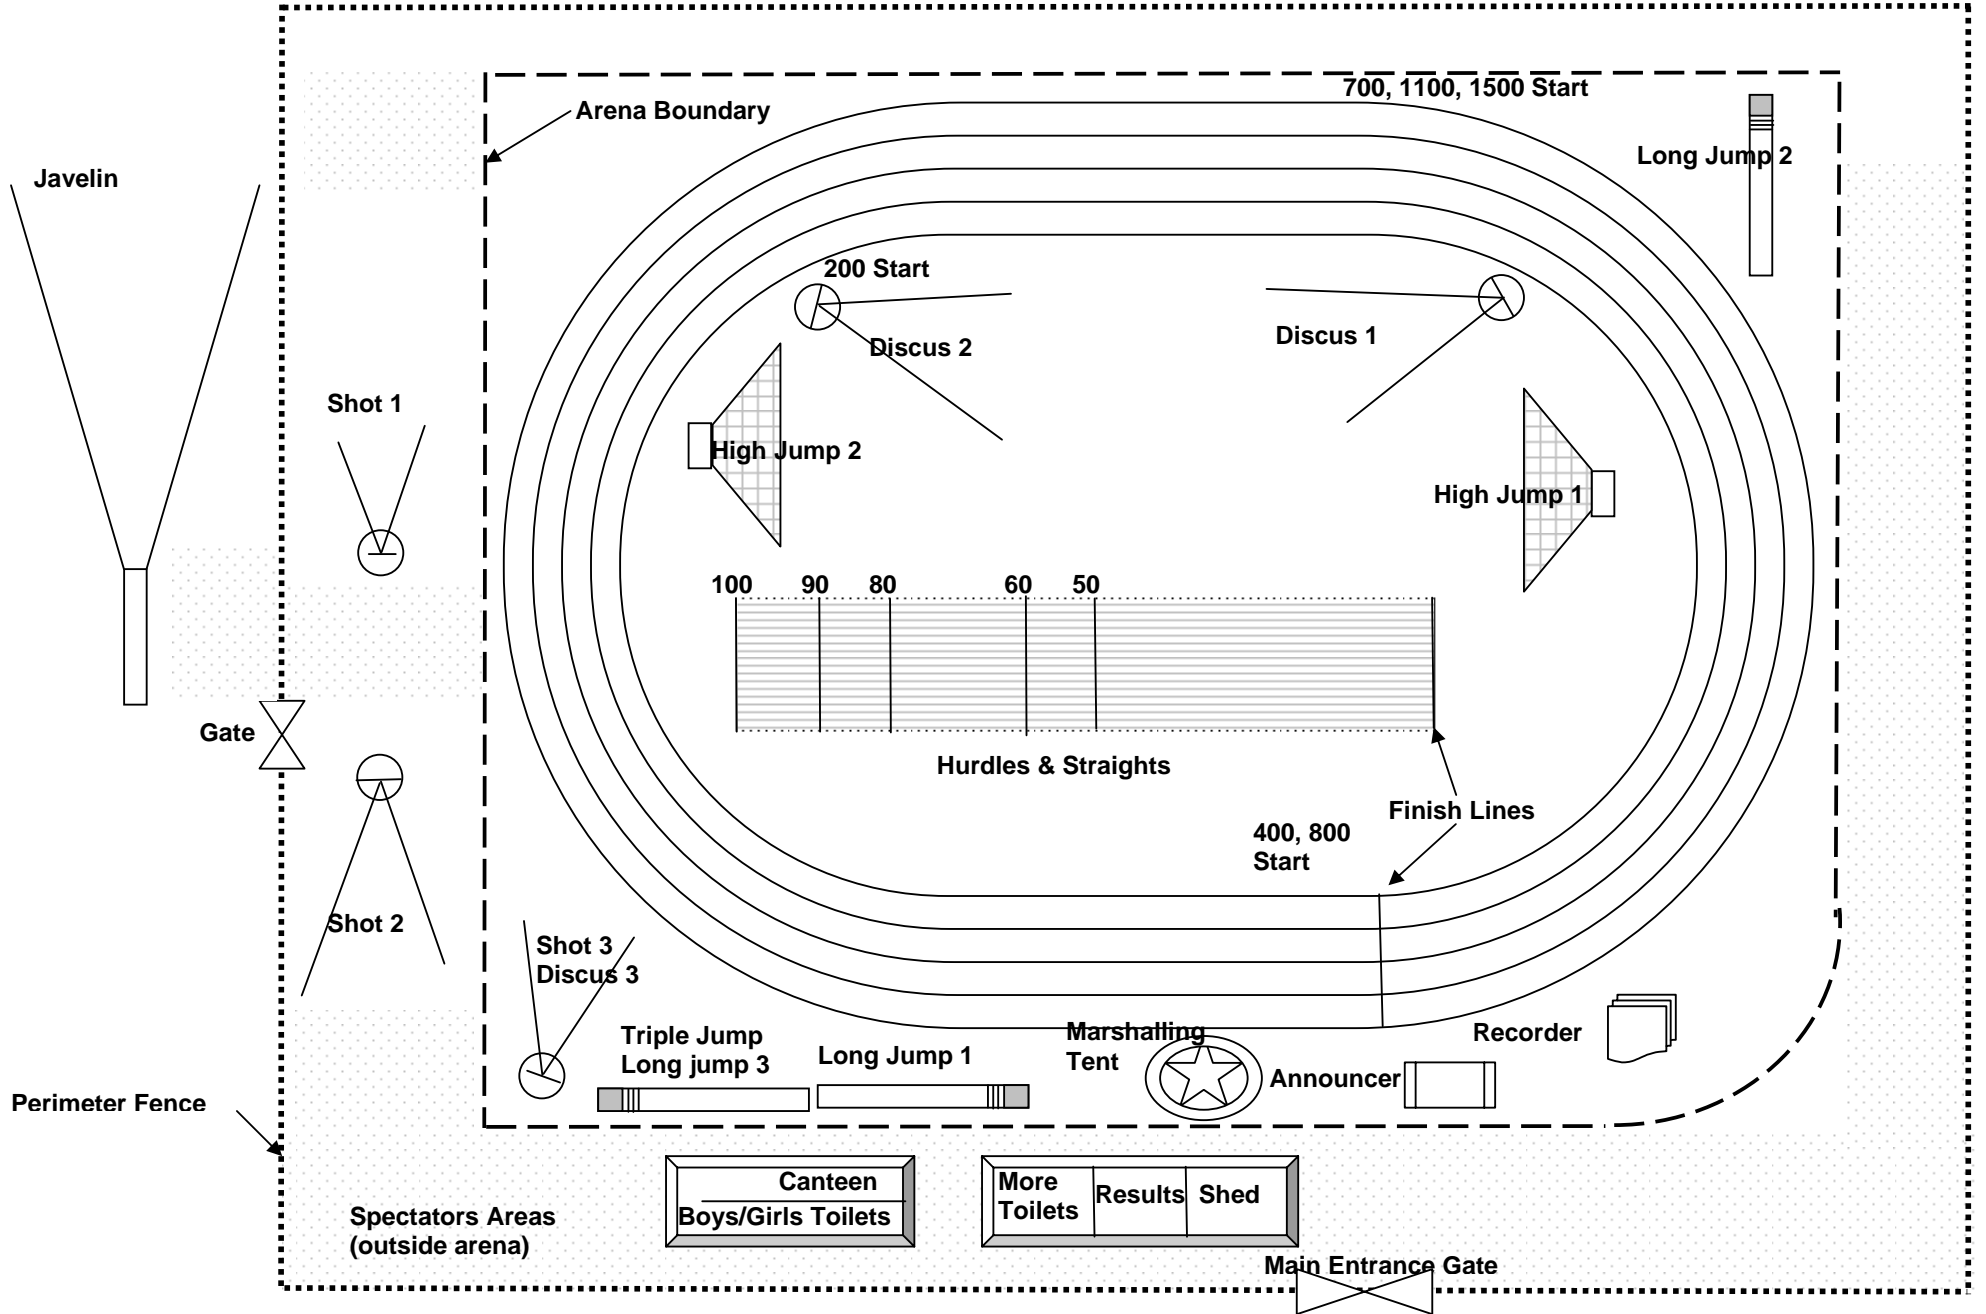 700, 1100, 1500 Start
Arena Boundary
Long Jump 2
Javelin
200 Start
Discus 2
Discus 1
Shot 1
High Jump 2
High Jump 1
100 90 80 60 50
Gate
Hurdles & Straights
Finish Lines
400, 800
Start
Shot 2
Shot 3
Discus 3
Triple Jump
Long jump 3
Long Jump 1
Marshalling
Tent
Announcer
Recorder
Perimeter Fence
Canteen
Boys/Girls Toilets
More
Toilets
Results
Shed
Spectators Areas
(outside arena)
Main Entrance Gate